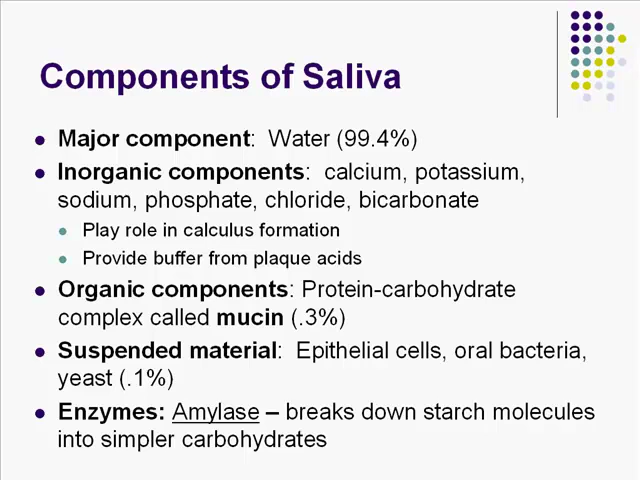 Components of Saliva
● Major component:  Water (99.4%)
● Inorganic components:  calcium, potassium,
sodium, phosphate, chloride, bicarbonate
● Play role in calculus formation
● Provide buffer from plaque acids
● Organic components: Protein-carbohydrate
complex called mucin (.3%)
● Suspended material:  Epithelial cells, oral bacteria,
yeast (.1%)
● Enzymes: Amylase – breaks down starch molecules
into simpler carbohydrates